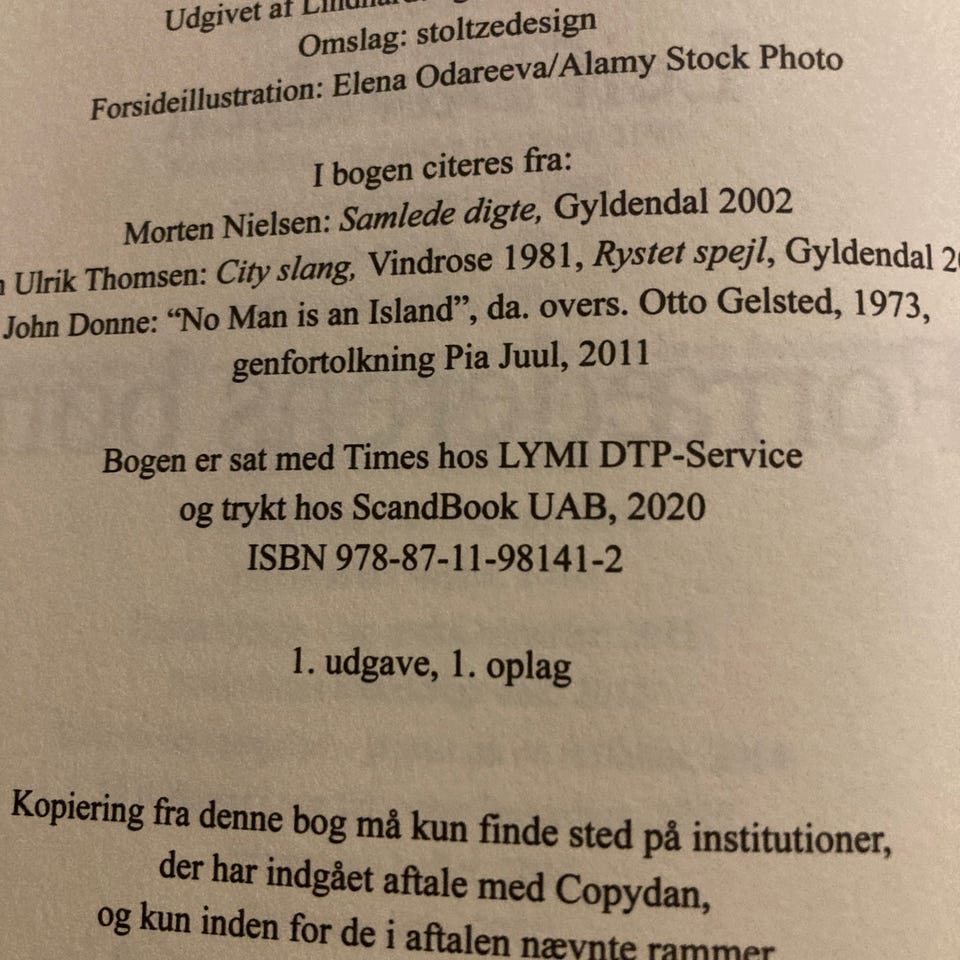 Udgivet af
Omslag: stoltzedesign
Forsideillustration: Elena Odareeva/Alamy Stock Photo
I bogen citeres fra:
Morten Nielsen: Samlede digte, Gyldendal 2002
Ulrik Thomsen: City slang, Vindrose 1981, Rystet spejl, Gyldendal
John Donne: “No Man is an Island”, da. overs. Otto Gelsted, 1973,
genfortolkning Pia Juul, 2011
Bogen er sat med Times hos LYMI DTP-Service
og trykt hos ScandBook UAB, 2020
ISBN 978-87-11-98141-2
1. udgave, 1. oplag
Kopiering fra denne bog må kun finde sted på institutioner,
der har indgået aftale med Copydan,
og kun inden for de i aftalen nævnte rammer